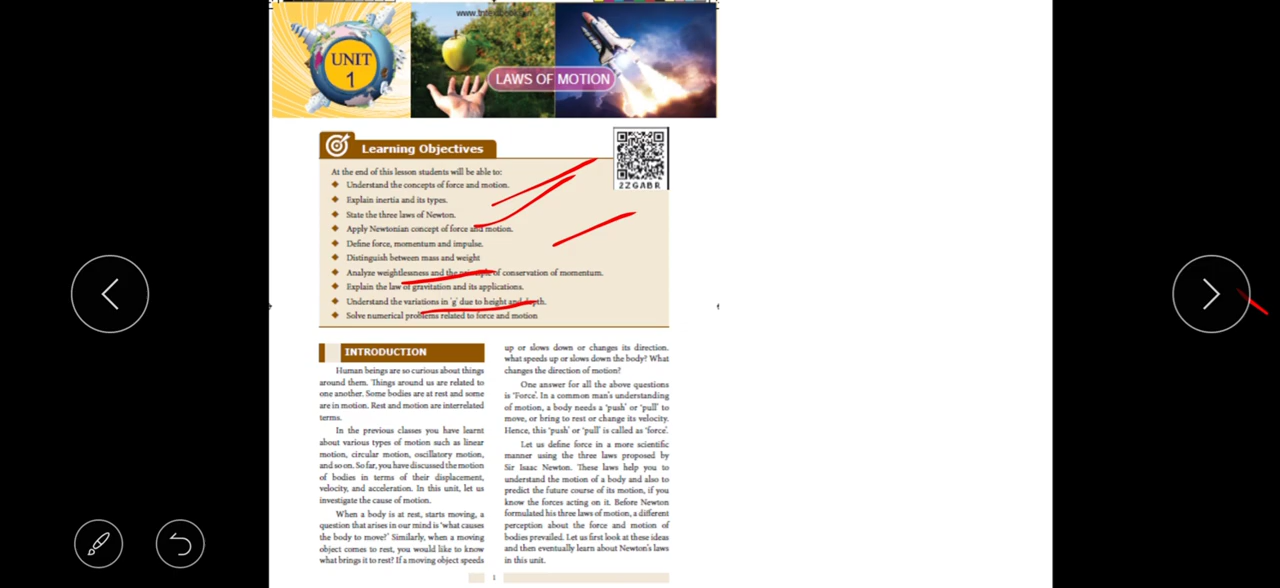 www.
UNIT
1
LAWS OF MOTION
Learning Objectives
2ZGABR
At the end of this lesson students will be able to:
Understand the concepts of force and motion.
Explain inertia and its types.
State the three laws of Newton.
Apply Newtonian concept of force and motion.
Define force, momentum and impulse.
Distinguish between mass and weight
Analyze weightlessness and the principle of conservation of momentum.
Explain the law of gravitation and its applications.
Understand the variations in 'g' due to height and depth.
Solve numerical problems related to force and motion
INTRODUCTION
Human beings are so curious about things
around them. Things around us are related to
one another. Some bodies are at rest and some
are in motion. Rest and motion are interrelated
terms.
In the previous classes you have learnt
about various types of motion such as linear
motion, circular motion, oscillatory motion,
and so on. So far, you have discussed the motion
of bodies in terms of their displacement,
velocity, and acceleration. In this unit, let us
investigate the cause of motion.
When a body is at rest, starts moving, a
question that arises in our mind is 'what causes
the body to move?' Similarly, when a moving
object comes to rest, you would like to know
what brings it to rest? If a moving object speeds
up or slows down or changes its direction.
what speeds up or slows down the body? What
changes the direction of motion?
One answer for all the above questions
is 'Force'. In a common man's understanding
of motion, a body needs a 'push' or 'pull' to
move, or bring to rest or change its velocity.
Hence, this 'push' or 'pull' is called as 'force'.
Let us define force in a more scientific
manner using the three laws proposed by
Sir Isaac Newton. These laws help you to
understand the motion of a body and also to
predict the future course of its motion, if you
know the forces acting on it. Before Newton
formulated his three laws of motion, a different
perception about the force and motion of
bodies prevailed. Let us first look at these ideas
and then eventually learn about Newton's laws
in this unit.
1